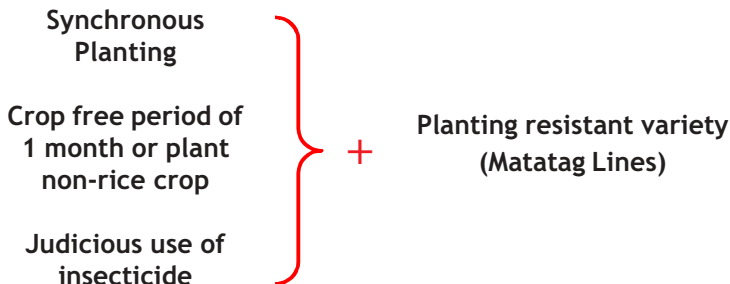 Synchronous
Planting
Crop free period of
1 month or plant
non-rice crop
Judicious use of
insecticide
+
Planting resistant variety
(Matatag Lines)